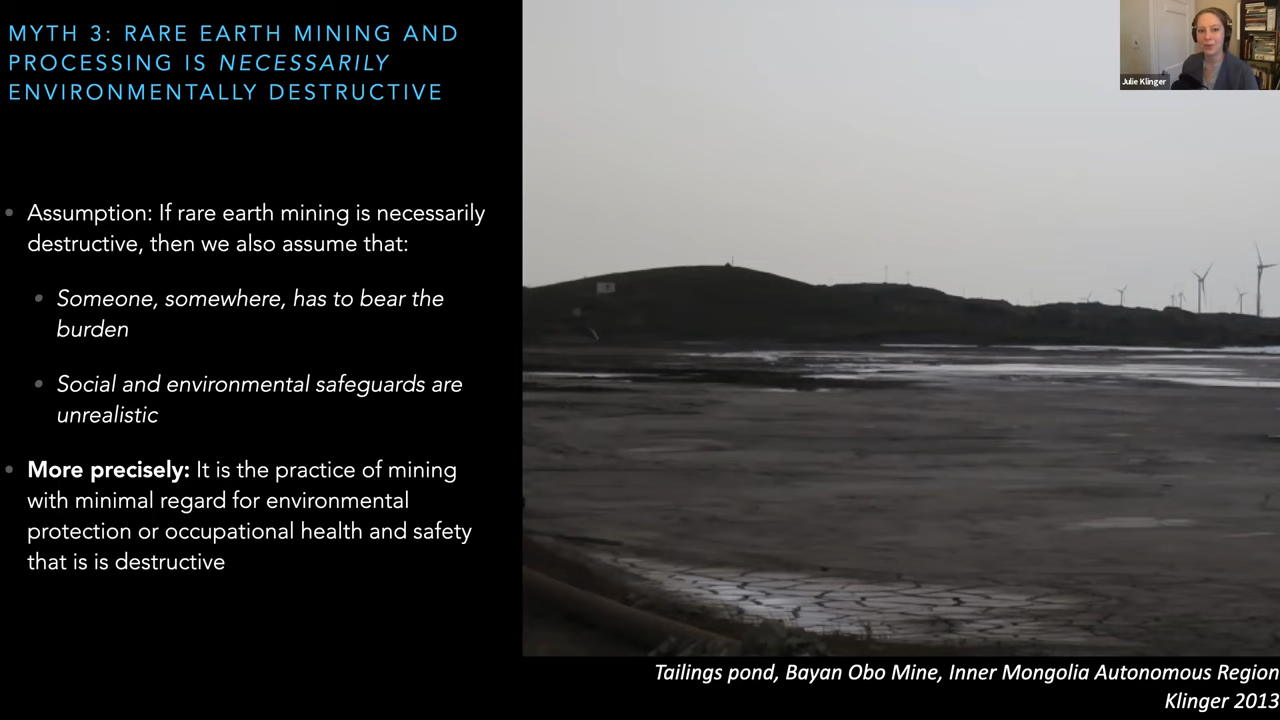 MYTH 3: RARE EARTH MINING AND
PROCESSING IS NECESSARILY
ENVIRONMENTALLY DESTRUCTIVE
Julie Klinger
• Assumption: If rare earth mining is necessarily
destructive, then we also assume that:
• Someone, somewhere, has to bear the
burden
• Social and environmental safeguards are
unrealistic
• More precisely: It is the practice of mining
with minimal regard for environmental
protection or occupational health and safety
that is is destructive
Tailings pond, Bayan Obo Mine, Inner Mongolia Autonomous Region
Klinger 2013